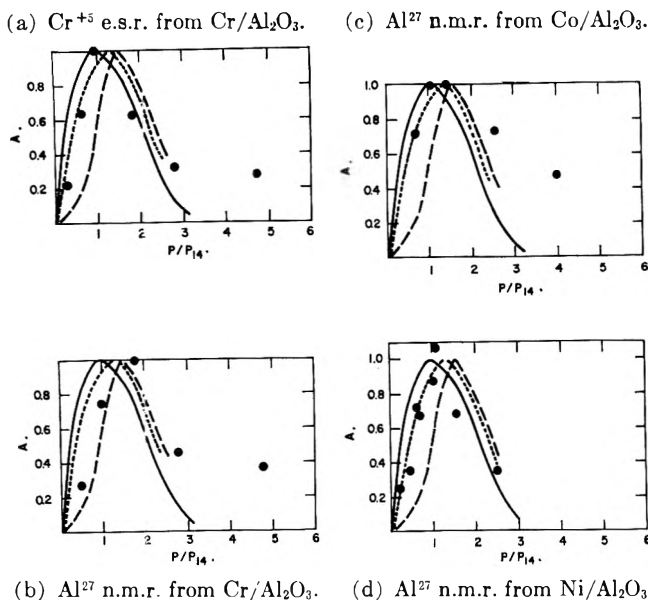 (a) Cr⁺⁵ e.s.r. from Cr/Al₂O₃.
A.
0.8
0.6
0.4
0.2
1 2 3 4 5 6
P/P₁₄.
(c) Al²⁷ n.m.r. from Co/Al₂O₃.
A.
1.0
0.8
0.6
0.4
0.2
0 1 2 3 4 5 6
P/P₁₄.
A.
0.8
0.6
0.4
0.2
0 1 2 3 4 5 6
P/P₁₄.
(b) Al²⁷ n.m.r. from Cr/Al₂O₃.
A.
1.0
0.8
0.6
0.4
0.2
0 1 2 3 4 5 6
P/P₁₄.
(d) Al²⁷ n.m.r. from Ni/Al₂O₃.